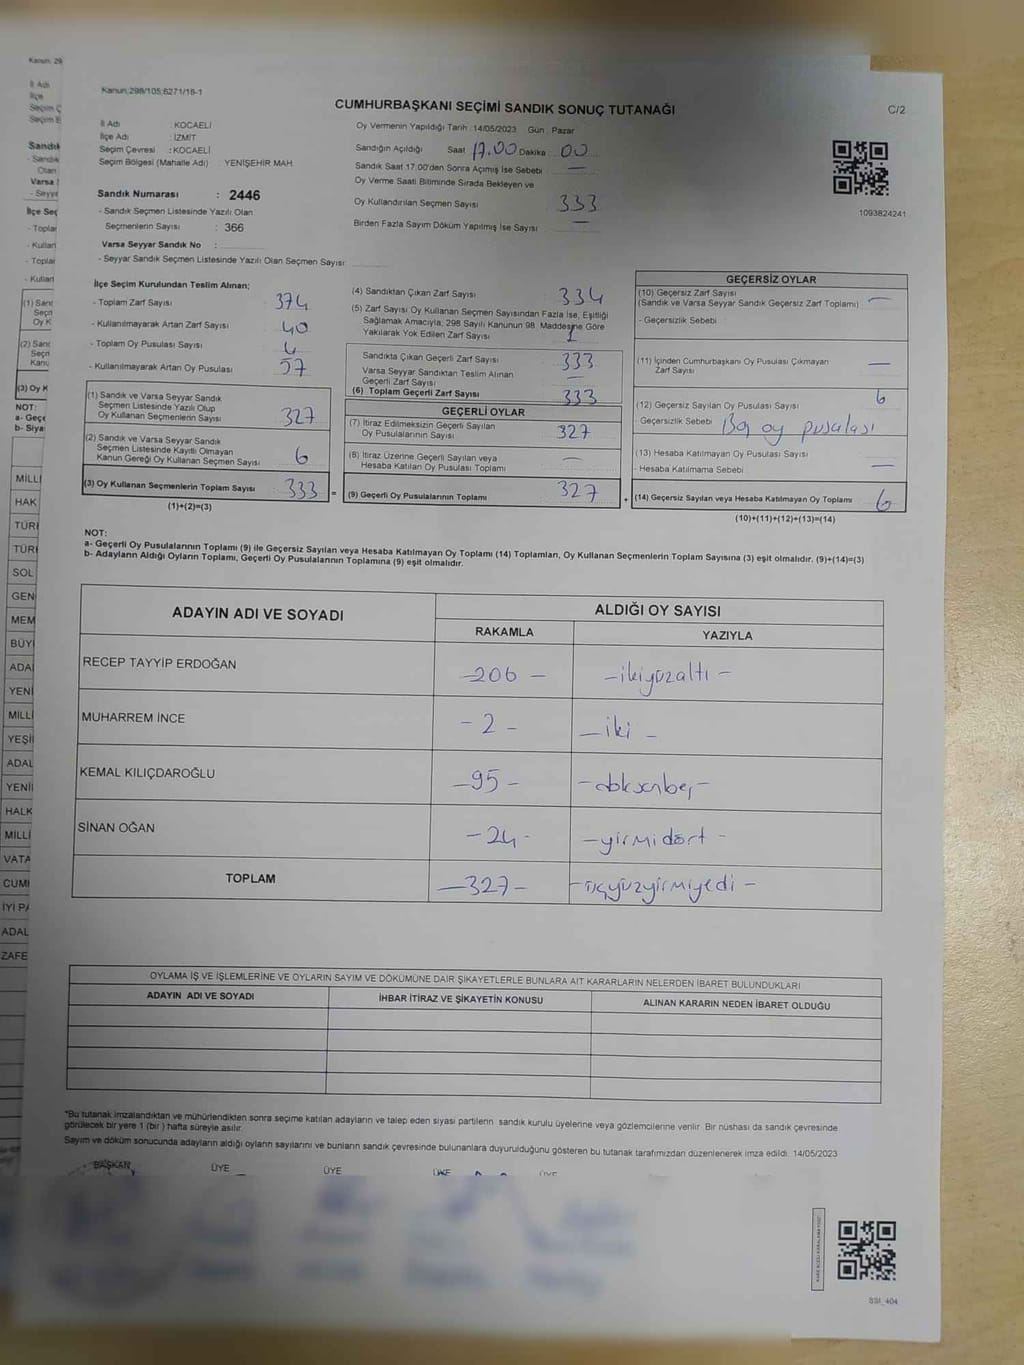 Kanun;298/105;6271/18-1
CUMHURBAŞKANI SEÇİMİ SANDIK SONUÇ TUTANAĞI
C/2
İl Adı : KOCAELİ
İlçe Adı : İZMİT
Seçim Çevresi : KOCAELİ
Seçim Bölgesi (Mahalle Adı) : YENİŞEHİR MAH.
Sandık Numarası : 2446
- Sandık Seçmen Listesinde Yazılı Olan
Seçmenlerin Sayısı : 366
Varsa Seyyar Sandık No :
- Seyyar Sandık Seçmen Listesinde Yazılı Olan Seçmen Sayısı:
Oy Vermenin Yapıldığı Tarih : 14/05/2023 Gün : Pazar
Sandığın Açıldığı Saat 17.00 Dakika 00
Sandık Saat 17:00'den Sonra Açımış İse Sebebi —
Oy Verme Saati Bitiminde Sırada Bekleyen ve
Oy Kullandırılan Seçmen Sayısı 333
Birden Fazla Sayım Döküm Yapılmış İse Sayısı —
1093824241
İlçe Seçim Kurulundan Teslim Alınan;
- Toplam Zarf Sayısı 374
- Kullanılmayarak Artan Zarf Sayısı 40
- Toplam Oy Pusulası Sayısı
- Kullanılmayarak Artan Oy Pusulası 57
(1) Sandık ve Varsa Seyyar Sandık
Seçmen Listesinde Yazılı Olup
Oy Kullanan Seçmenlerin Sayısı 327
(2) Sandık ve Varsa Seyyar Sandık
Seçmen Listesinde Kayıtlı Olmayan
Kanun Gereği Oy Kullanan Seçmen Sayısı 6
(3) Oy Kullanan Seçmenlerin Toplam Sayısı 333 =
(1)+(2)=(3)
(4) Sandıktan Çıkan Zarf Sayısı 334
(5) Zarf Sayısı Oy Kullanan Seçmen Sayısından Fazla İse, Eşitliği
Sağlamak Amacıyla; 298 Sayılı Kanunun 98. Maddesine Göre
Yakılarak Yok Edilen Zarf Sayısı 1
Sandıkta Çıkan Geçerli Zarf Sayısı 333
Varsa Seyyar Sandıktan Teslim Alınan
Geçerli Zarf Sayısı —
(6) Toplam Geçerli Zarf Sayısı 333
GEÇERLİ OYLAR
(7) İtiraz Edilmeksizin Geçerli Sayılan
Oy Pusulalarının Sayısı 327
(8) İtiraz Üzerine Geçerli Sayılan veya
Hesaba Katılan Oy Pusulası Toplamı —
(9) Geçerli Oy Pusulalarının Toplamı 327 +
GEÇERSİZ OYLAR
(10) Geçersiz Zarf Sayısı
(Sandık ve Varsa Seyyar Sandık Geçersiz Zarf Toplamı) —
- Geçersizlik Sebebi :
(11) İçinden Cumhurbaşkanı Oy Pusulası Çıkmayan
Zarf Sayısı —
(12) Geçersiz Sayılan Oy Pusulası Sayısı 6
- Geçersizlik Sebebi Boş oy pusulası
(13) Hesaba Katılmayan Oy Pusulası Sayısı
- Hesaba Katılmama Sebebi : —
(14) Geçersiz Sayılan veya Hesaba Katılmayan Oy Toplamı 6
(10)+(11)+(12)+(13)=(14)
NOT:
a- Geçerli Oy Pusulalarının Toplamı (9) ile Geçersiz Sayılan veya Hesaba Katılmayan Oy Toplamı (14) Toplamları, Oy Kullanan Seçmenlerin Toplam Sayısına (3) eşit olmalıdır. (9)+(14)=(3)
b- Adayların Aldığı Oyların Toplamı, Geçerli Oy Pusulalarının Toplamına (9) eşit olmalıdır.
ADAYIN ADI VE SOYADI ALDIĞI OY SAYISI
RAKAMLA YAZIYLA
RECEP TAYYİP ERDOĞAN —206— —ikiyüzaltı—
MUHARREM İNCE -2- —iki—
KEMAL KILIÇDAROĞLU —95— —doksanbeş—
SİNAN OĞAN —24- —yirmidört—
TOPLAM —327— —üçyüzyirmiyedi—
OYLAMA İŞ VE İŞLEMLERİNE VE OYLARIN SAYIM VE DÖKÜMÜNE DAİR ŞİKAYETLERLE BUNLARA AİT KARARLARIN NELERDEN İBARET BULUNDUKLARI
ADAYIN ADI VE SOYADI İHBAR İTİRAZ VE ŞİKAYETİN KONUSU ALINAN KARARIN NEDEN İBARET OLDUĞU
*Bu tutanak imzalandıktan ve mühürlendikten sonra seçime katılan adayların ve talep eden siyasi partilerin sandık kurulu üyelerine veya gözlemcilerine verilir. Bir nüshası da sandık çevresinde
görülecek bir yere 1 (bir ) hafta süreyle asılır.
Sayım ve döküm sonucunda adayların aldığı oyların sayılarını ve bunların sandık çevresinde bulunanlara duyurulduğunu gösteren bu tutanak tarafımızdan düzenlenerek imza edildi. 14/05/2023
BAŞKAN ÜYE ÜYE ÜYE ÜYE
SSI_404